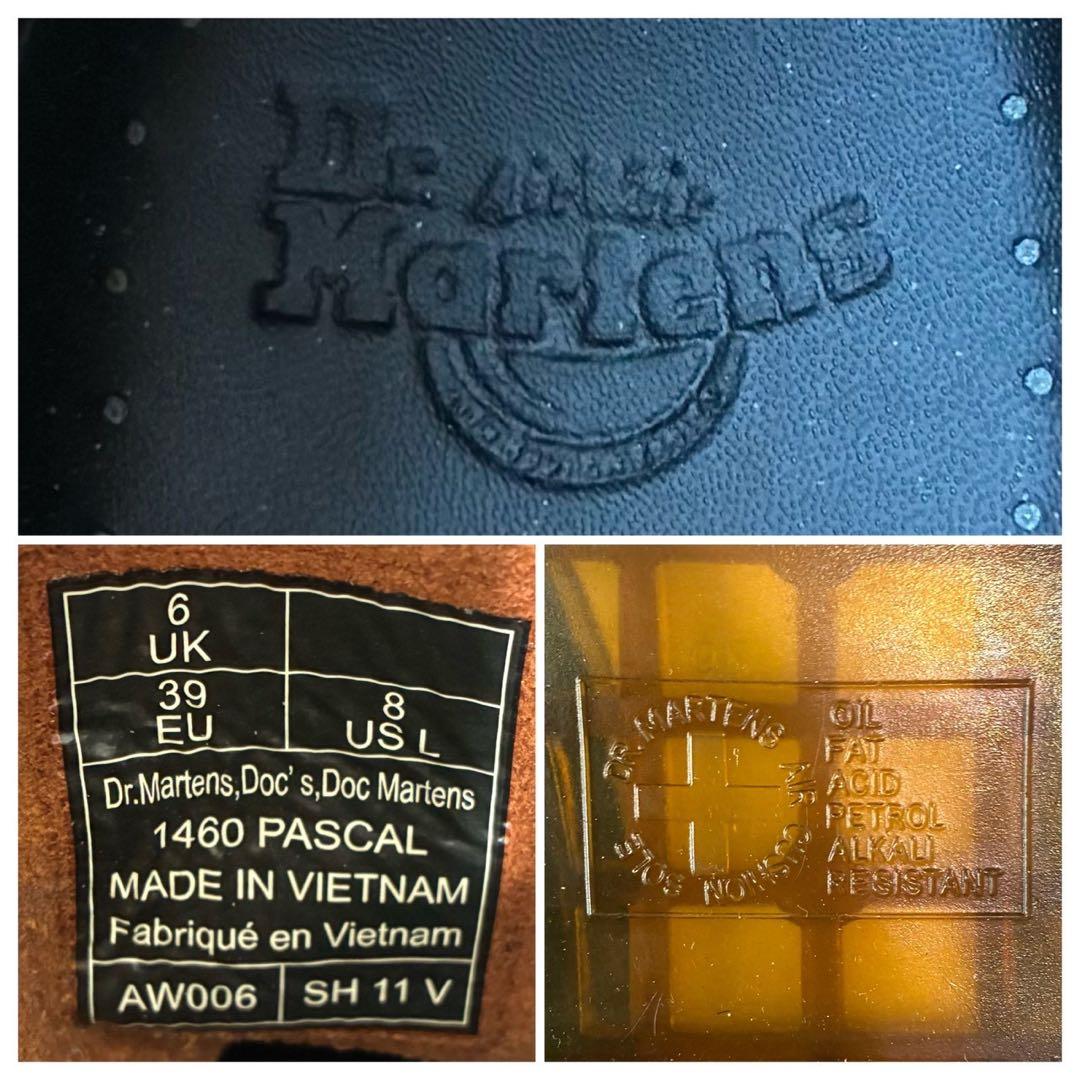 Dr.
Martens
6
UK
39
EU
8
US L
Dr.Martens,Doc's,Doc Martens
1460 PASCAL
MADE IN VIETNAM
Fabriqué en Vietnam
AW006
SH 11 V
DR. MARTENS AIR CUSHION SOLE
OIL
FAT
ACID
PETROL
ALKALI
RESISTANT